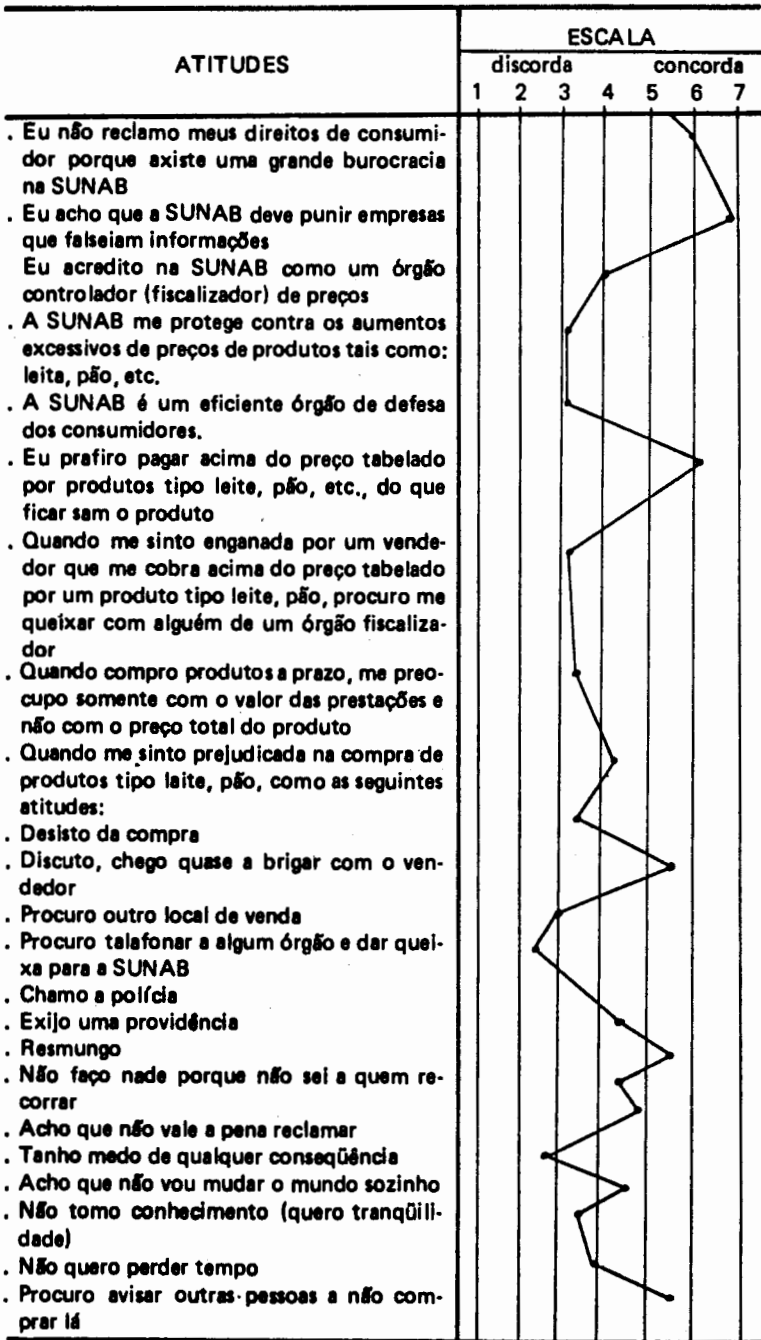 ATITUDES
ESCALA
discorda concorda
1 2 3 4 5 6 7
. Eu não reclamo meus direitos de consumi-
dor porque axiste uma grande burocracia
na SUNAB
. Eu acho que a SUNAB deve punir empresas
que falseiam informações
Eu acredito na SUNAB como um órgão
controlador (fiscalizador) de preços
. A SUNAB me protege contra os aumentos
excessivos de preços de produtos tais como:
leita, pão, etc.
. A SUNAB é um eficiente órgão de defesa
dos consumidores.
. Eu prafiro pagar acima do preço tabelado
por produtos tipo leite, pão, etc., do que
ficar sam o produto
. Quando me sinto enganada por um vende-
dor que me cobra acima do preço tabelado
por um produto tipo leite, pão, procuro me
queixar com alguém de um órgão fiscaliza-
dor
. Quando compro produtos a prazo, me preo-
cupo somente com o valor das prestações e
não com o preço total do produto
. Quando me sinto prejudicada na compra de
produtos tipo laite, pão, como as seguintes
atitudes:
. Desisto da compra
. Discuto, chego quase a brigar com o ven-
dedor
. Procuro outro local de venda
. Procuro talafonar a algum órgão e dar quei-
xa para a SUNAB
. Chamo a polícia
. Exijo uma providência
. Resmungo
. Não faço nade porque não sei a quem re-
corrar
. Acho que não vale a pena reclamar
. Tanho medo de qualquer conseqüência
. Acho que não vou mudar o mundo sozinho
. Não tomo conhecimento (quero tranqüili-
dade)
. Não quero perder tempo
. Procuro avisar outras pessoas a não com-
prar lá